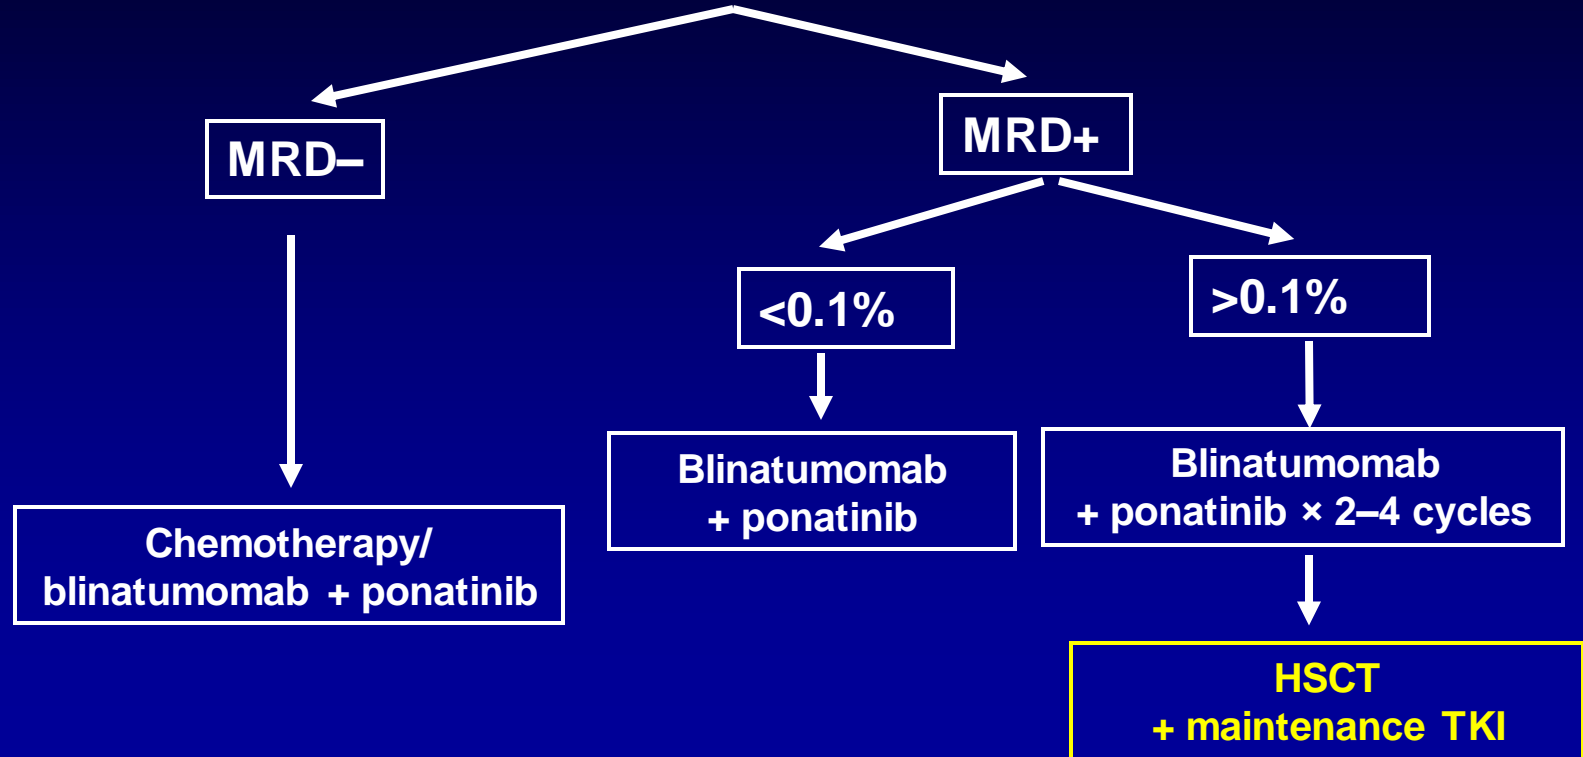 MRD–
MRD+
<0.1%
>0.1%
Blinatumomab
+ ponatinib
Blinatumomab
+ ponatinib × 2–4 cycles
Chemotherapy/
blinatumomab + ponatinib
HSCT
+ maintenance TKI